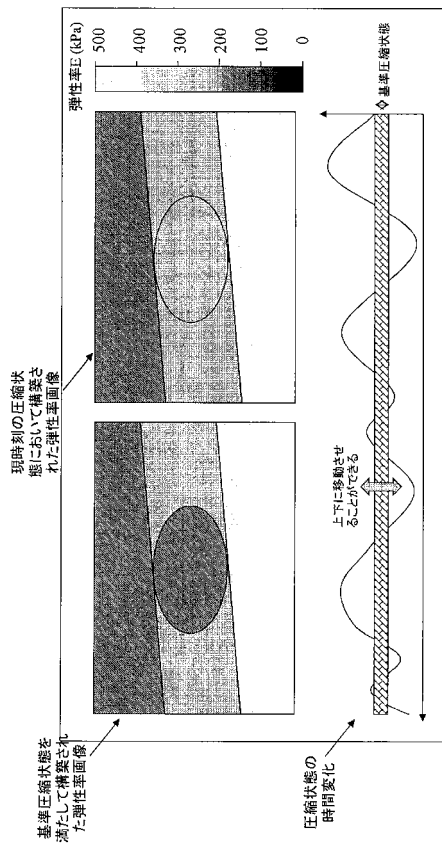 基準圧縮状態を
満たして構築され
た弾性率画像
現時刻の圧縮状
態において構築さ
れた弾性率画像
弾性率E (kPa)
500
400
300
200
100
0
圧縮状態の
時間変化
上下に移動させ
ることができる
基準圧縮状態